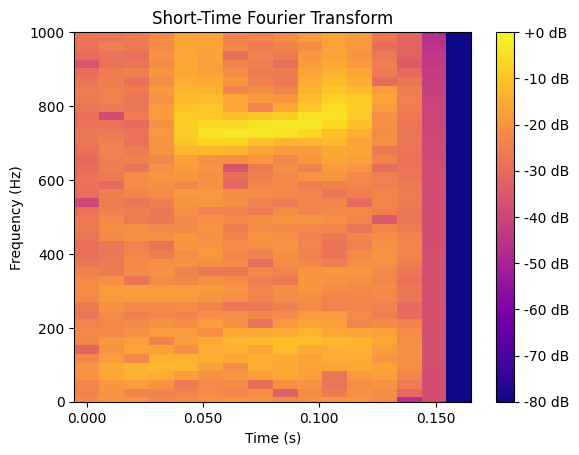 Short-Time Fourier Transform
1000
800
600
400
200
0
Frequency (Hz)
0.000
0.050
0.100
0.150
Time (s)
+0 dB
-10 dB
-20 dB
-30 dB
-40 dB
-50 dB
-60 dB
-70 dB
-80 dB